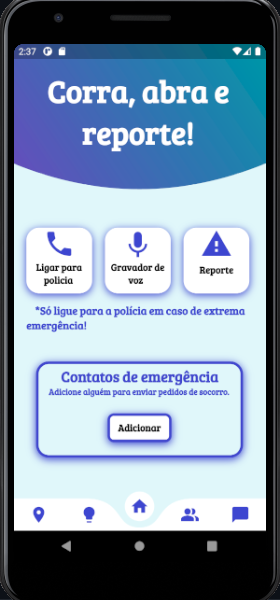 2:37
Corra, abra e
reporte!
Ligar para
polícia
Gravador de
voz
Reporte
*Só ligue para a polícia em caso de extrema
emergência!
Contatos de emergência
Adicione alguém para enviar pedidos de socorro.
Adicionar